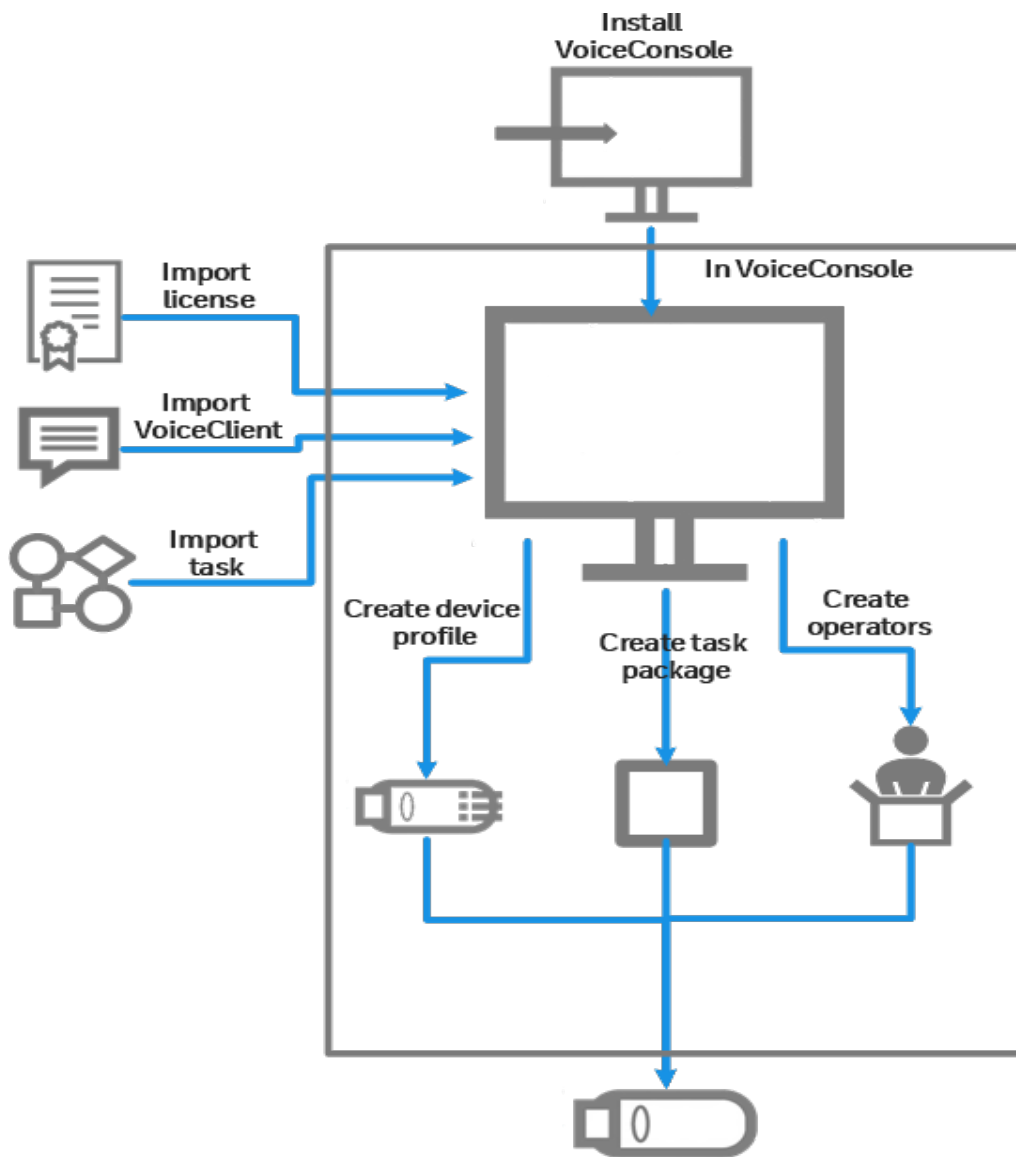 Install
VoiceConsole
In VoiceConsole
Import
license
Import
VoiceClient
Import
task
Create device
profile
Create task
package
Create
operators